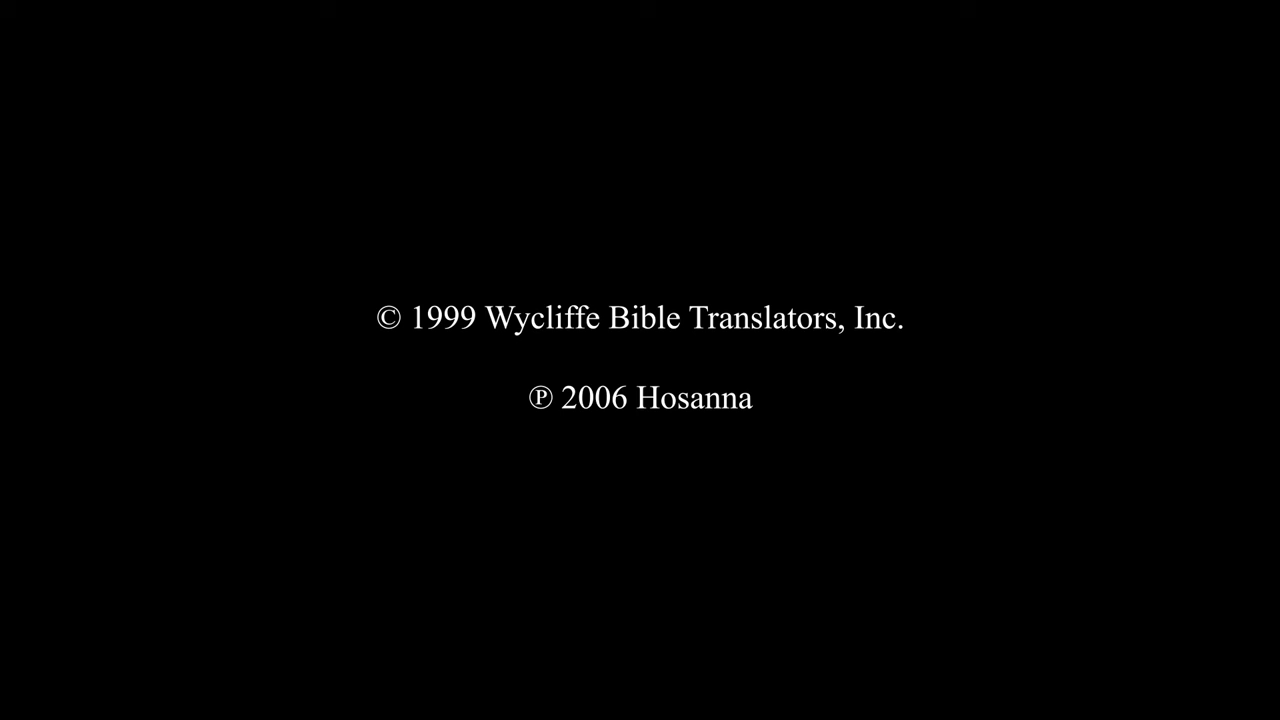 © 1999 Wycliffe Bible Translators, Inc.
℗ 2006 Hosanna